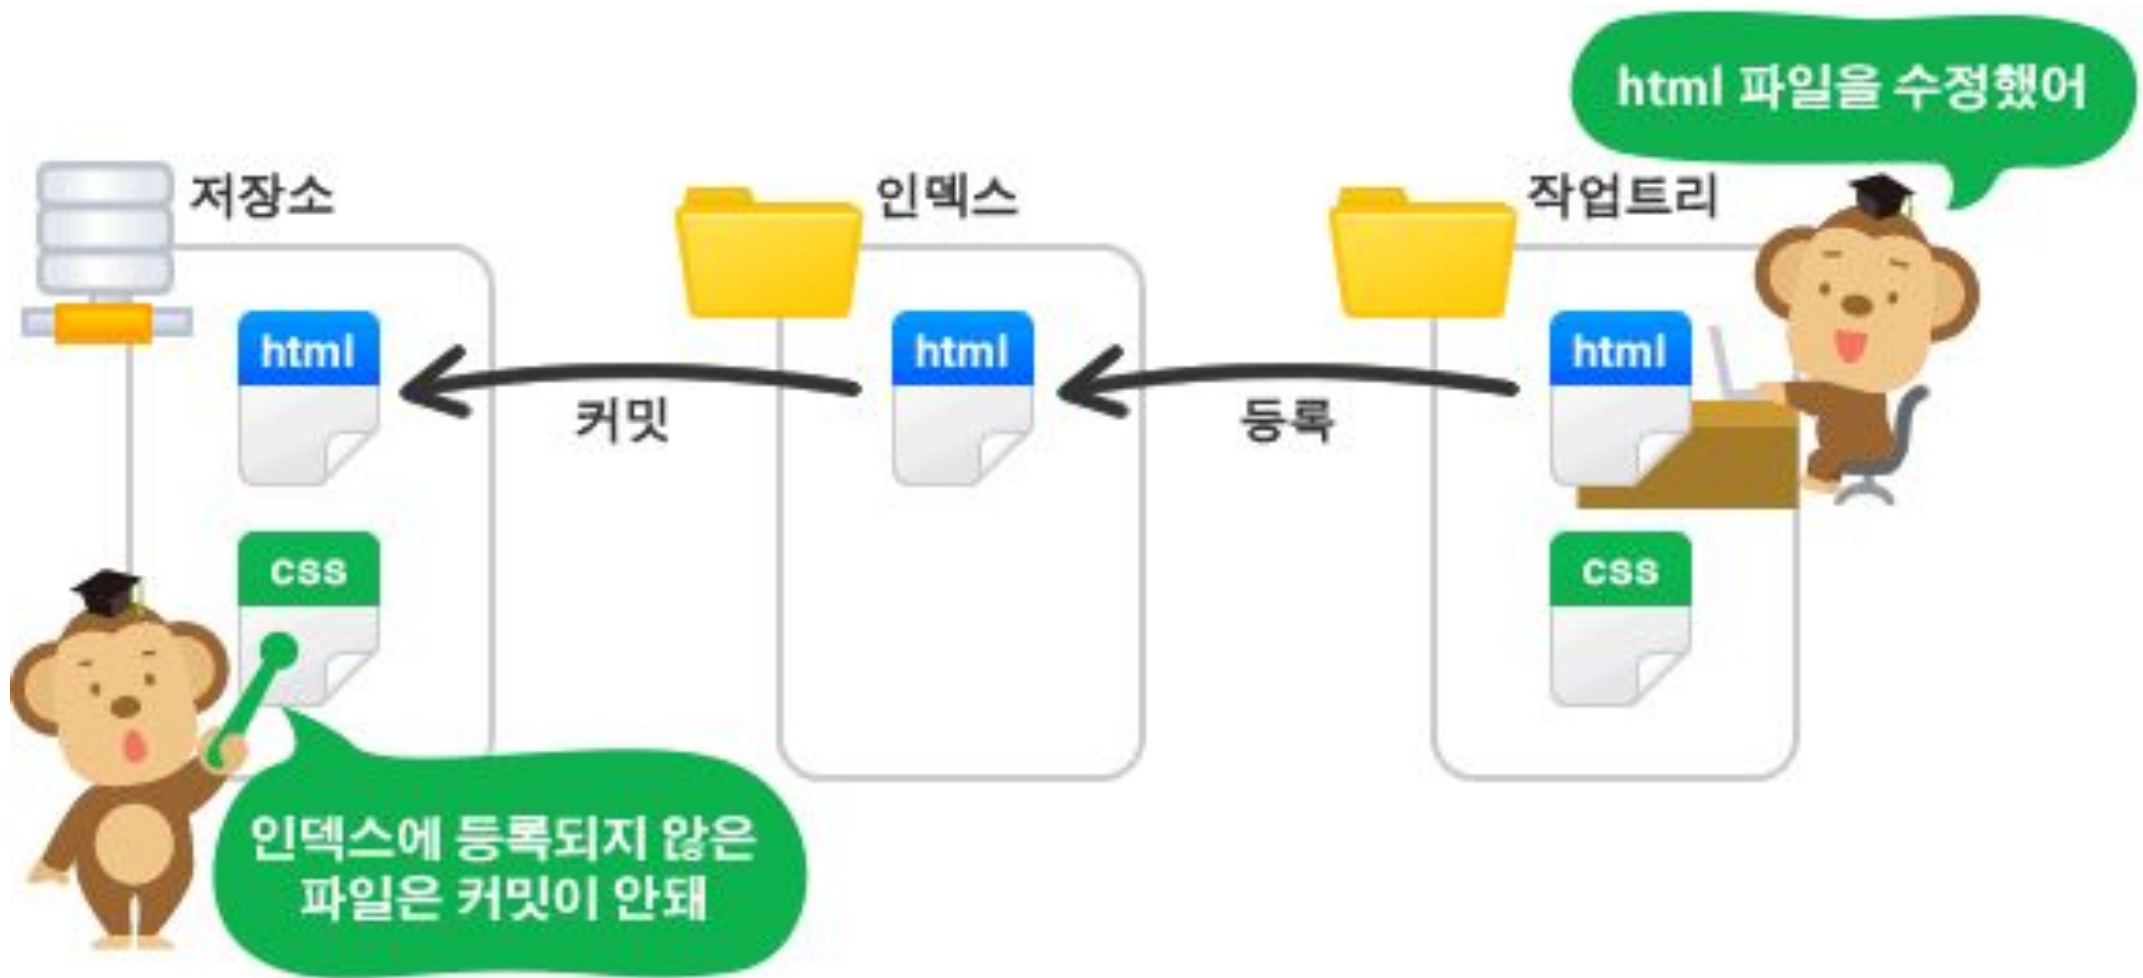 html 파일을 수정했어
저장소
인덱스
작업트리
html
html
html
커밋
등록
css
css
인덱스에 등록되지 않은
파일은 커밋이 안돼